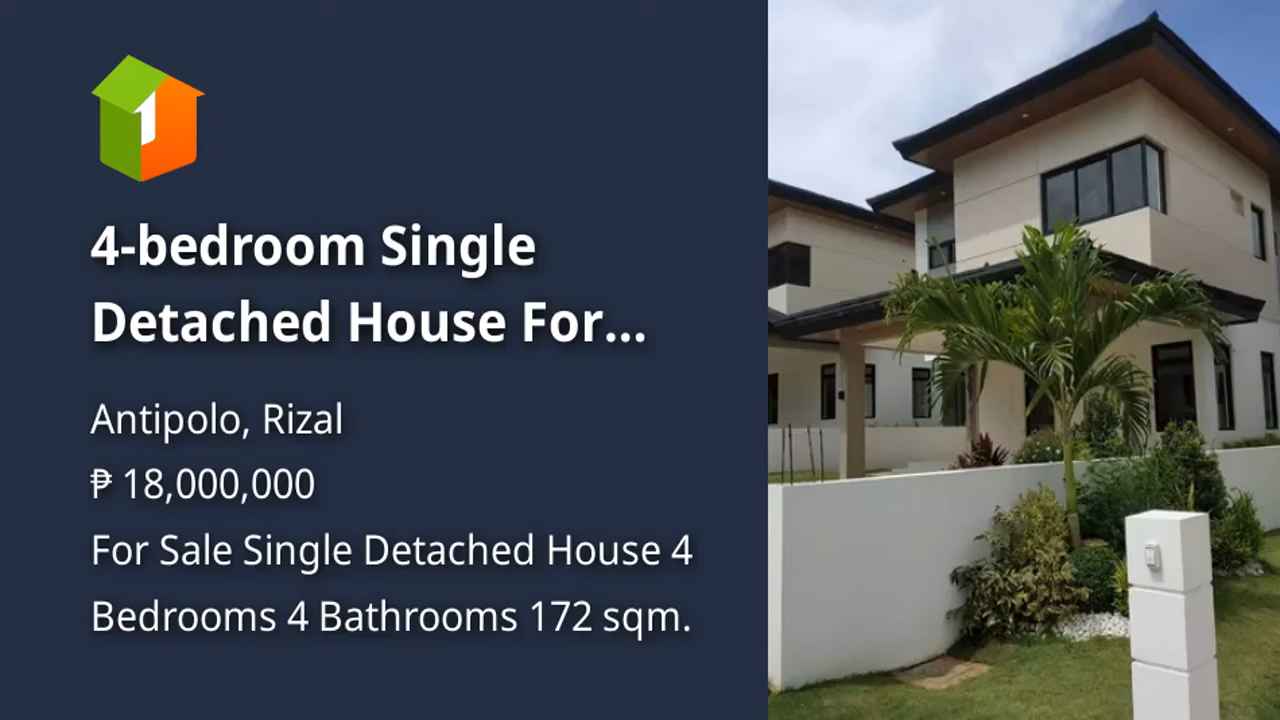 4-bedroom Single
Detached House For...
Antipolo, Rizal
₱ 18,000,000
For Sale Single Detached House 4
Bedrooms 4 Bathrooms 172 sqm.